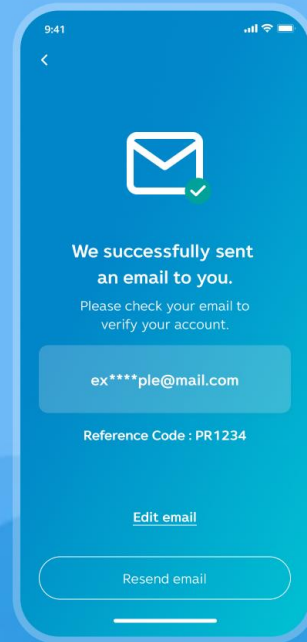 9:41
We successfully sent
an email to you.
Please check your email to
verify your account.
ex****ple@mail.com
Reference Code : PR1234
Edit email
Resend email